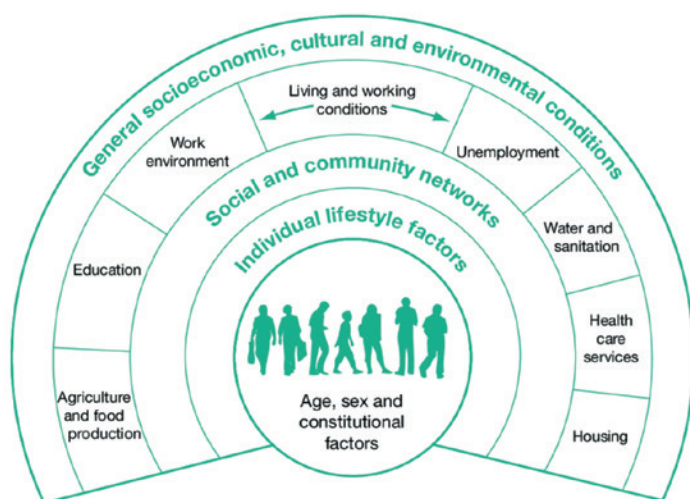 General socioeconomic, cultural and environmental conditions
Living and working
conditions
Work
environment
Unemployment
Social and community networks
Education
Water and
sanitation
Individual lifestyle factors
Agriculture
and food
production
Health
care
services
Housing
Age, sex and
constitutional
factors